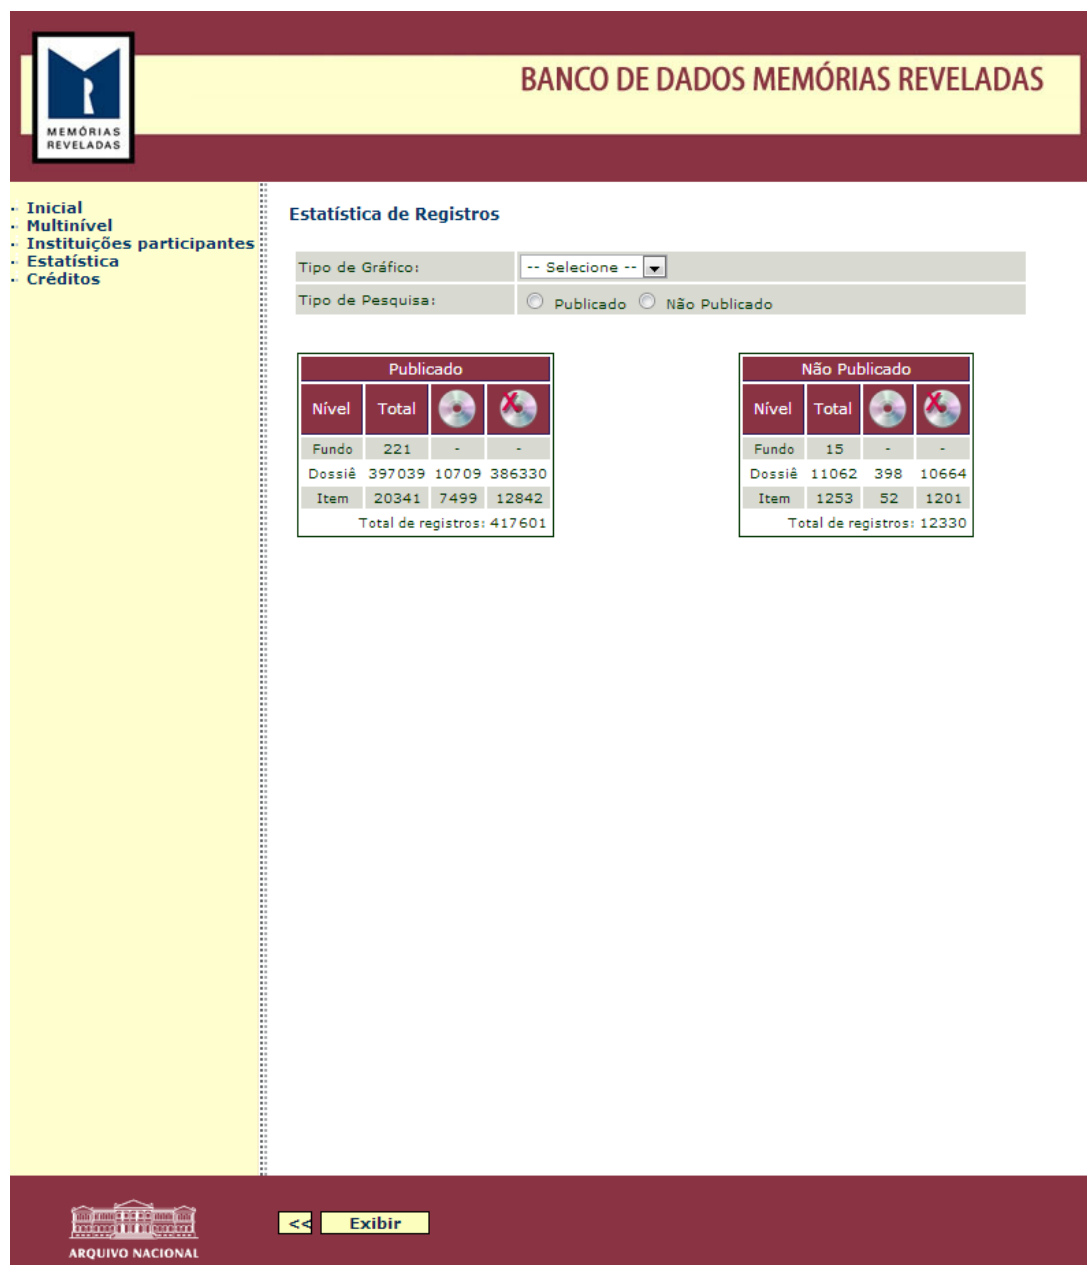 BANCO DE DADOS MEMÓRIAS REVELADAS
MEMÓRIAS
REVELADAS
Inicial
Multinível
Instituições participantes
Estatística
Créditos
Estatística de Registros
Tipo de Gráfico: -- Selecione --
Tipo de Pesquisa: Publicado Não Publicado
Publicado
Nível Total
Fundo 221 - -
Dossiê 397039 10709 386330
Item 20341 7499 12842
Total de registros: 417601
Não Publicado
Nível Total
Fundo 15 - -
Dossiê 11062 398 10664
Item 1253 52 1201
Total de registros: 12330
ARQUIVO NACIONAL
<< Exibir